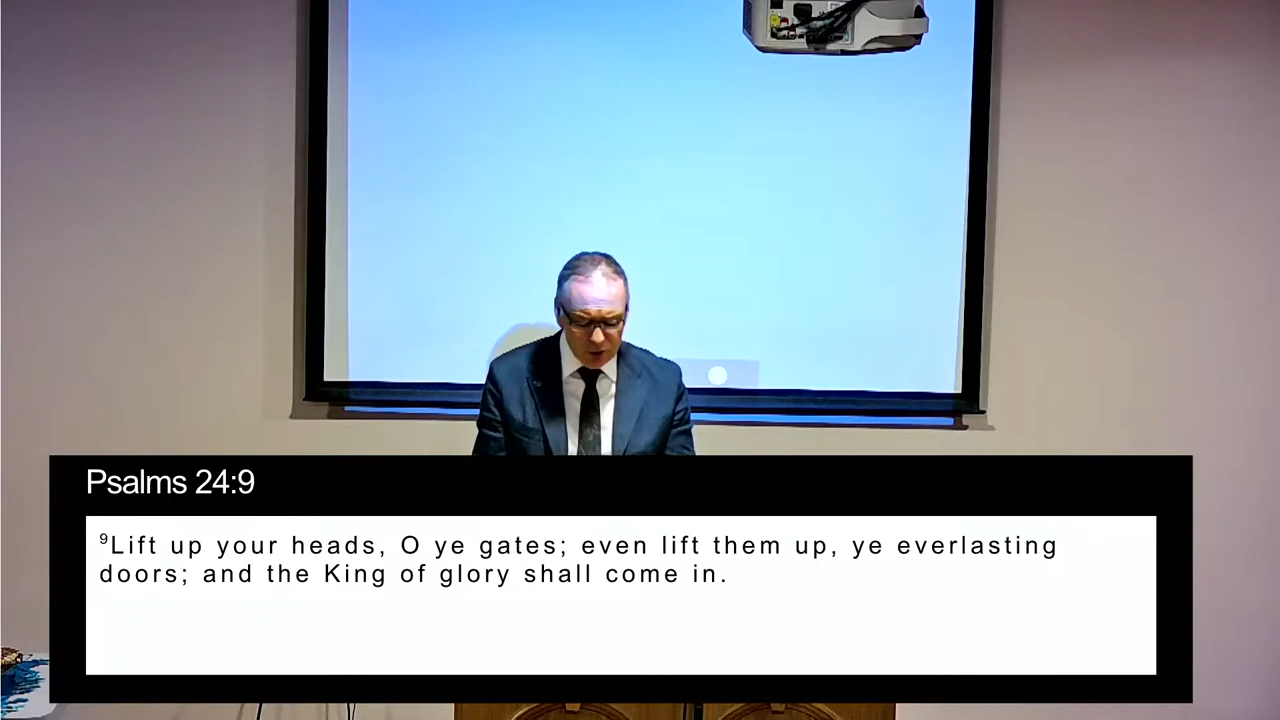 Psalms 24:9
⁹Lift up your heads, O ye gates; even lift them up, ye everlasting
doors; and the King of glory shall come in.